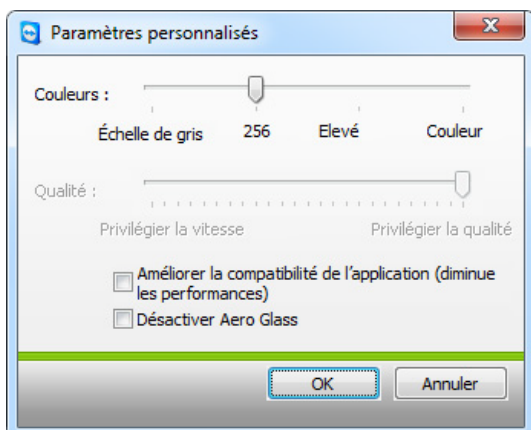 Paramètres personnalisés
Couleurs :
Échelle de gris 256 Elevé Couleur
Qualité :
Privilégier la vitesse Privilégier la qualité
Améliorer la compatibilité de l'application (diminue
les performances)
Désactiver Aero Glass
OK Annuler